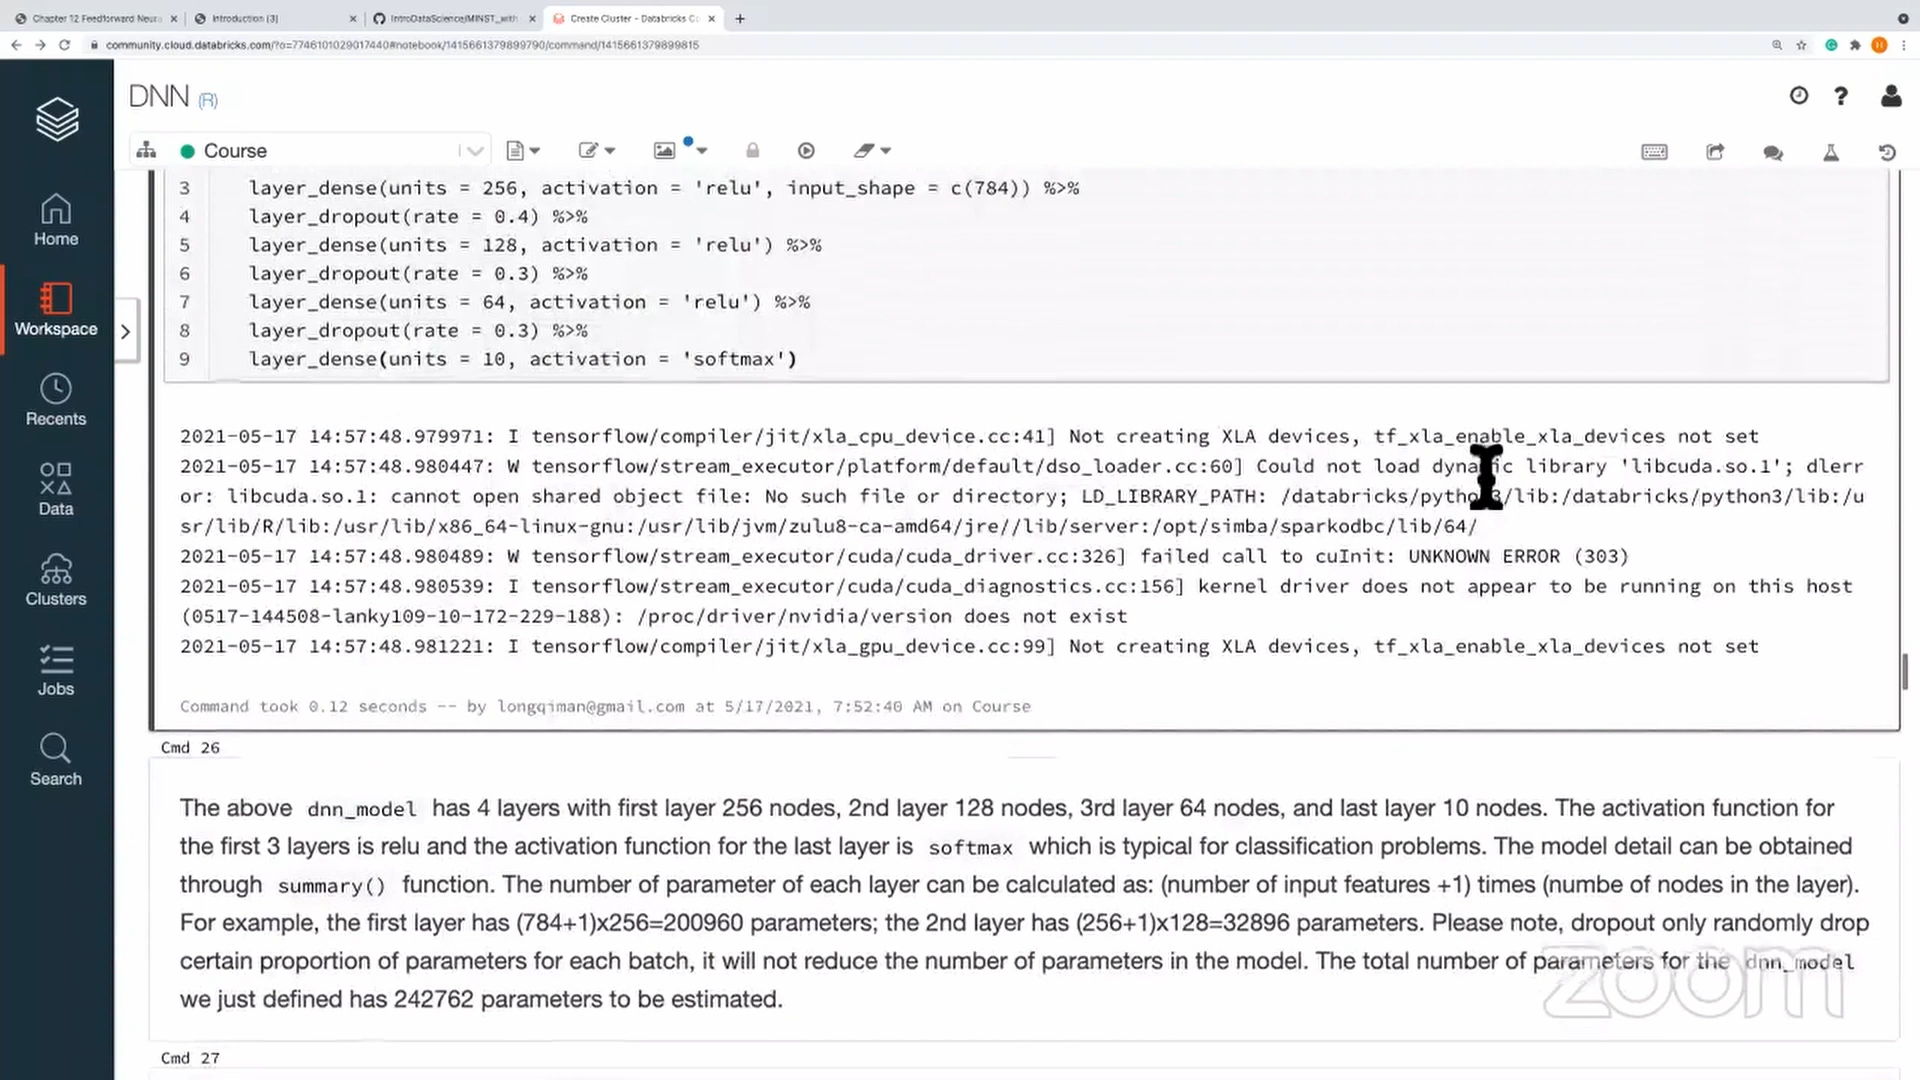 Chapter 12 Feedforward Neur
Introduction (3)
IntroDataScience/MINST_with
Create Cluster - Databricks Co
community.cloud.databricks.com/?o=7746101029017440#notebook/1415661379899790/command/1415661379899815
DNN (R)
Course
Home
Workspace
Recents
Data
Clusters
Jobs
Search
3 layer_dense(units = 256, activation = 'relu', input_shape = c(784)) %>%
4 layer_dropout(rate = 0.4) %>%
5 layer_dense(units = 128, activation = 'relu') %>%
6 layer_dropout(rate = 0.3) %>%
7 layer_dense(units = 64, activation = 'relu') %>%
8 layer_dropout(rate = 0.3) %>%
9 layer_dense(units = 10, activation = 'softmax')
2021-05-17 14:57:48.979971: I tensorflow/compiler/jit/xla_cpu_device.cc:41] Not creating XLA devices, tf_xla_enable_xla_devices not set
2021-05-17 14:57:48.980447: W tensorflow/stream_executor/platform/default/dso_loader.cc:60] Could not load dynamic library 'libcuda.so.1'; dlerr
or: libcuda.so.1: cannot open shared object file: No such file or directory; LD_LIBRARY_PATH: /databricks/python3/lib:/databricks/python3/lib:/u
sr/lib/R/lib:/usr/lib/x86_64-linux-gnu:/usr/lib/jvm/zulu8-ca-amd64/jre//lib/server:/opt/simba/sparkodbc/lib/64/
2021-05-17 14:57:48.980489: W tensorflow/stream_executor/cuda/cuda_driver.cc:326] failed call to cuInit: UNKNOWN ERROR (303)
2021-05-17 14:57:48.980539: I tensorflow/stream_executor/cuda/cuda_diagnostics.cc:156] kernel driver does not appear to be running on this host
(0517-144508-lanky109-10-172-229-188): /proc/driver/nvidia/version does not exist
2021-05-17 14:57:48.981221: I tensorflow/compiler/jit/xla_gpu_device.cc:99] Not creating XLA devices, tf_xla_enable_xla_devices not set
Command took 0.12 seconds -- by longqiman@gmail.com at 5/17/2021, 7:52:40 AM on Course
Cmd 26
The above dnn_model has 4 layers with first layer 256 nodes, 2nd layer 128 nodes, 3rd layer 64 nodes, and last layer 10 nodes. The activation function for
the first 3 layers is relu and the activation function for the last layer is softmax which is typical for classification problems. The model detail can be obtained
through summary() function. The number of parameter of each layer can be calculated as: (number of input features +1) times (numbe of nodes in the layer).
For example, the first layer has (784+1)x256=200960 parameters; the 2nd layer has (256+1)x128=32896 parameters. Please note, dropout only randomly drop
certain proportion of parameters for each batch, it will not reduce the number of parameters in the model. The total number of parameters for the dnn_model
we just defined has 242762 parameters to be estimated.
zoom
Cmd 27